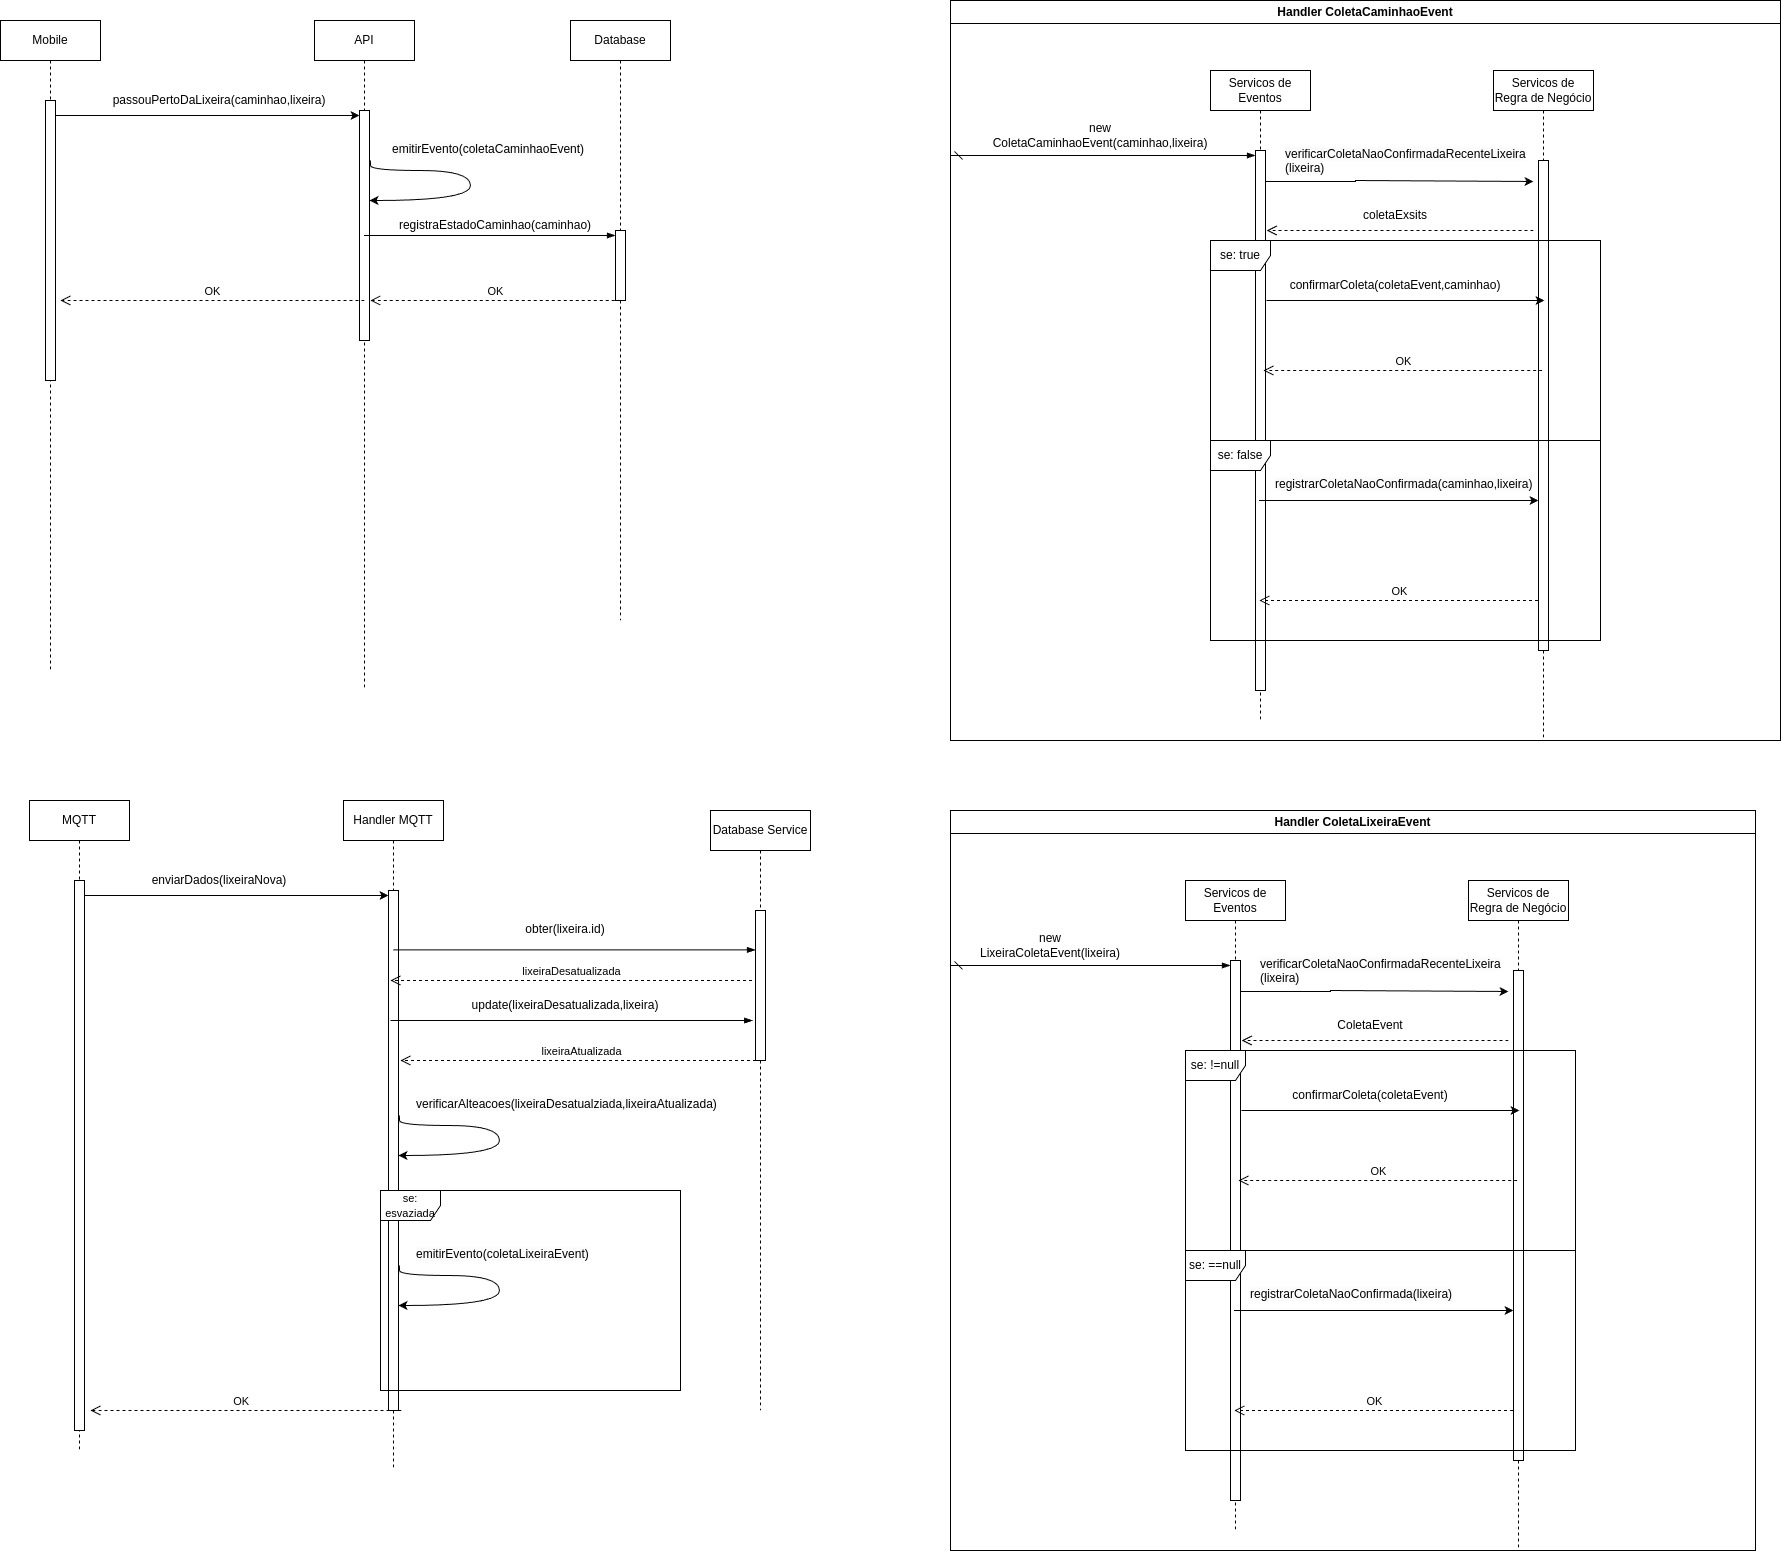 Mobile
API
Database
passouPertoDaLixeira(caminhao,lixeira)
emitirEvento(coletaCaminhaoEvent)
registraEstadoCaminhao(caminhao)
OK
OK
Handler ColetaCaminhaoEvent
Servicos de
Eventos
Servicos de
Regra de Negócio
new
ColetaCaminhaoEvent(caminhao,lixeira)
verificarColetaNaoConfirmadaRecenteLixeira
(lixeira)
coletaExsits
se: true
confirmarColeta(coletaEvent,caminhao)
OK
se: false
registrarColetaNaoConfirmada(caminhao,lixeira)
OK
MQTT
Handler MQTT
Database Service
enviarDados(lixeiraNova)
obter(lixeira.id)
lixeiraDesatualizada
update(lixeiraDesatualizada,lixeira)
lixeiraAtualizada
verificarAlteacoes(lixeiraDesatualziada,lixeiraAtualizada)
se:
esvaziada
emitirEvento(coletaLixeiraEvent)
OK
Handler ColetaLixeiraEvent
Servicos de
Eventos
Servicos de
Regra de Negócio
new
LixeiraColetaEvent(lixeira)
verificarColetaNaoConfirmadaRecenteLixeira
(lixeira)
ColetaEvent
se: !=null
confirmarColeta(coletaEvent)
OK
se: ==null
registrarColetaNaoConfirmada(lixeira)
OK